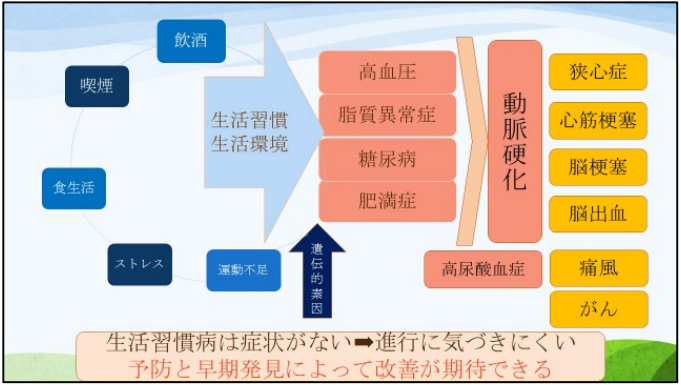 飲酒
喫煙
食生活
ストレス
運動不足
生活習慣
生活環境
遺伝的素因
高血圧
脂質異常症
糖尿病
肥満症
動脈硬化
高尿酸血症
狭心症
心筋梗塞
脳梗塞
脳出血
痛風
がん
生活習慣病は症状がない➡進行に気づきにくい
予防と早期発見によって改善が期待できる